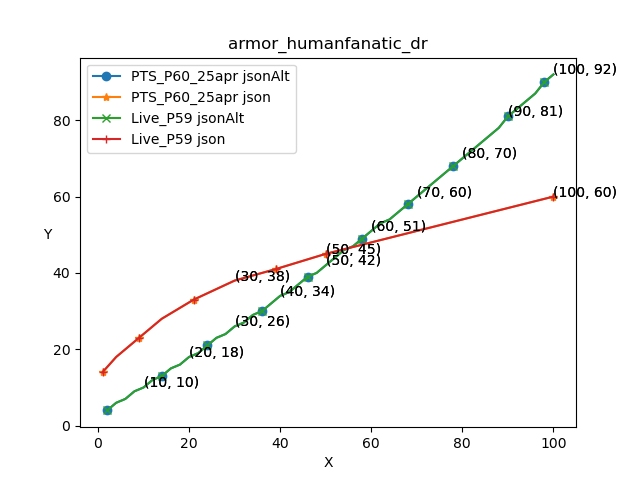 armor_humanfanatic_dr
PTS_P60_25apr jsonAlt
PTS_P60_25apr json
Live_P59 jsonAlt
Live_P59 json
(100, 92)
(90, 81)
(80, 70)
(70, 60)
(100, 60)
(60, 51)
(50, 45)
(50, 42)
(30, 38)
(40, 34)
(30, 26)
(20, 18)
(10, 10)
Y
80
60
40
20
0
0 20 40 60 80 100
X